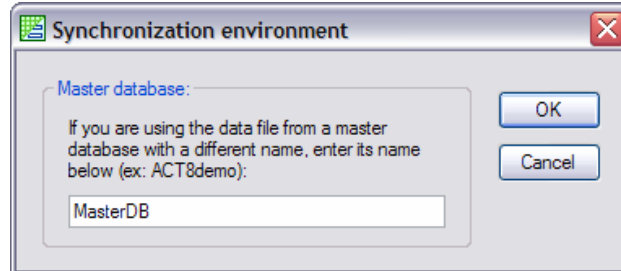 Synchronization environment
Master database:
If you are using the data file from a master
database with a different name, enter its name
below (ex: ACT8demo):
MasterDB
OK
Cancel